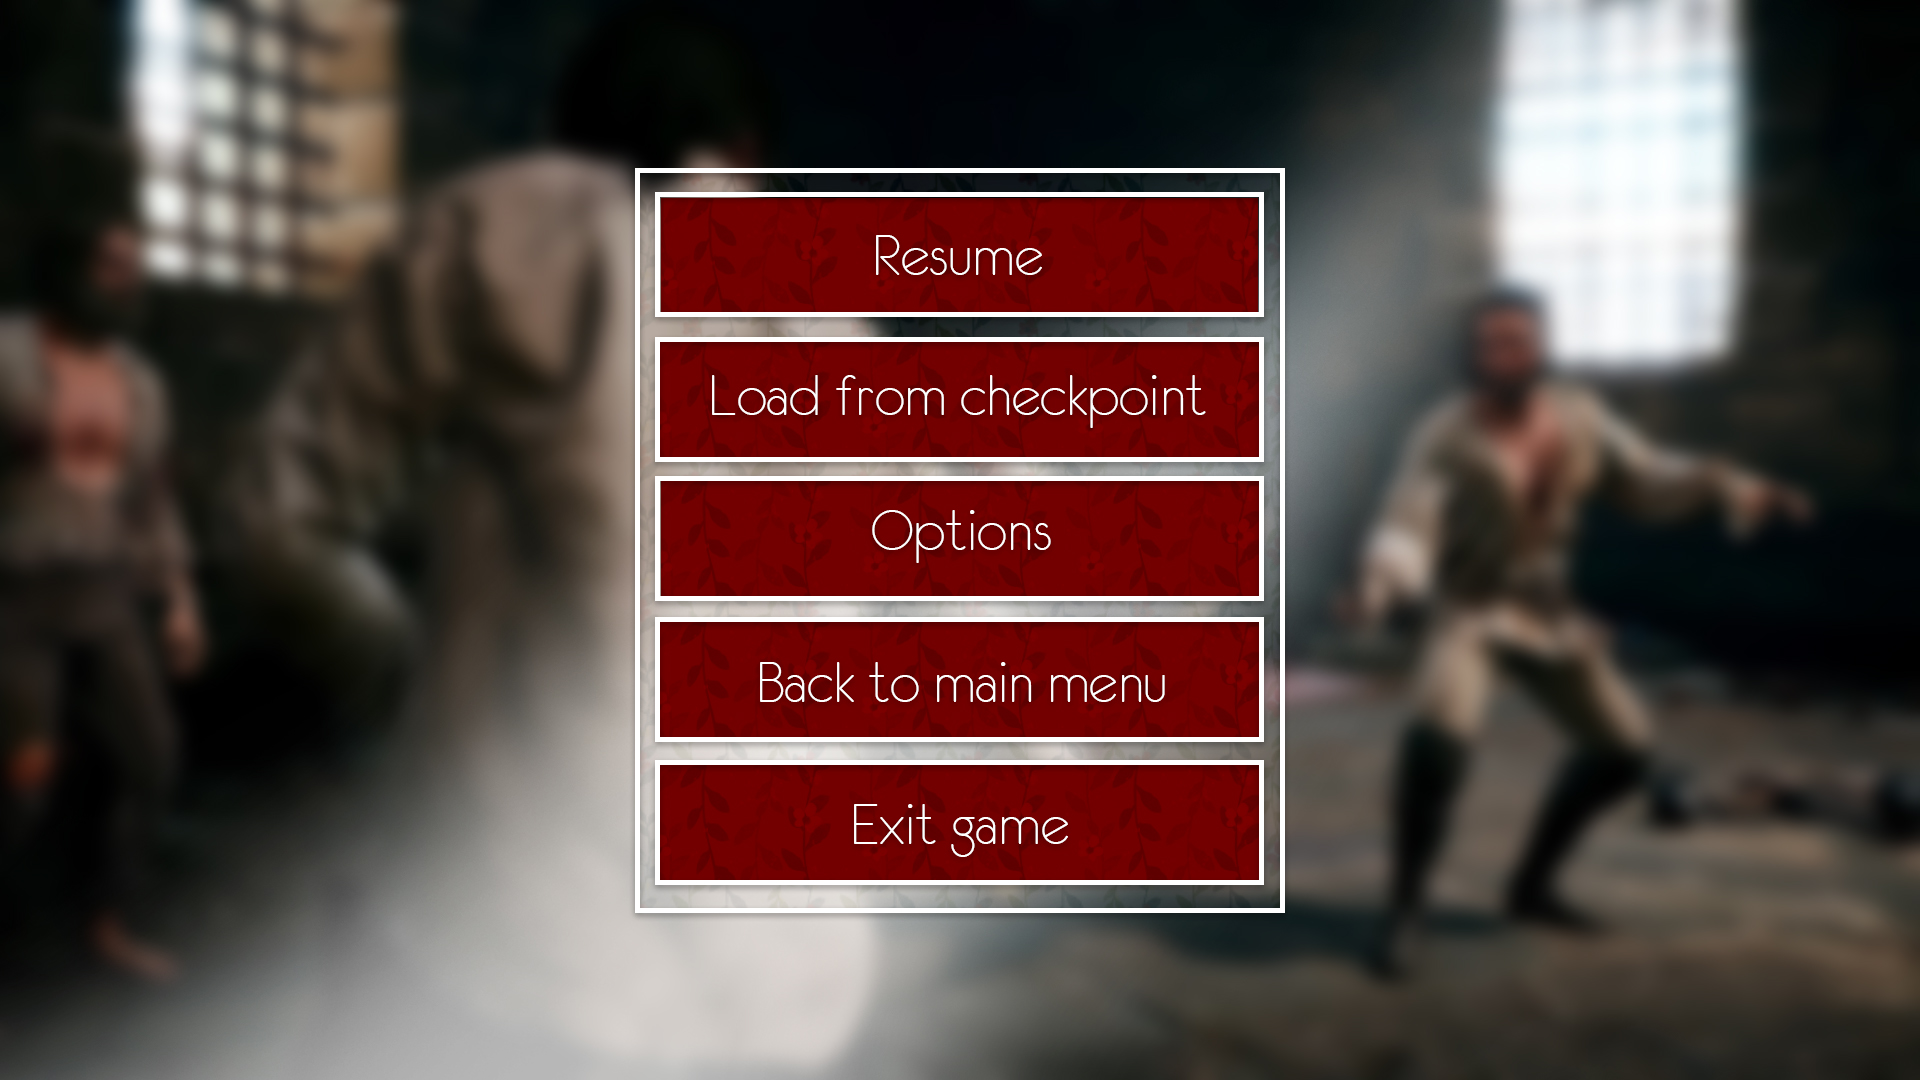 Resume
Load from checkpoint
Options
Back to main menu
Exit game